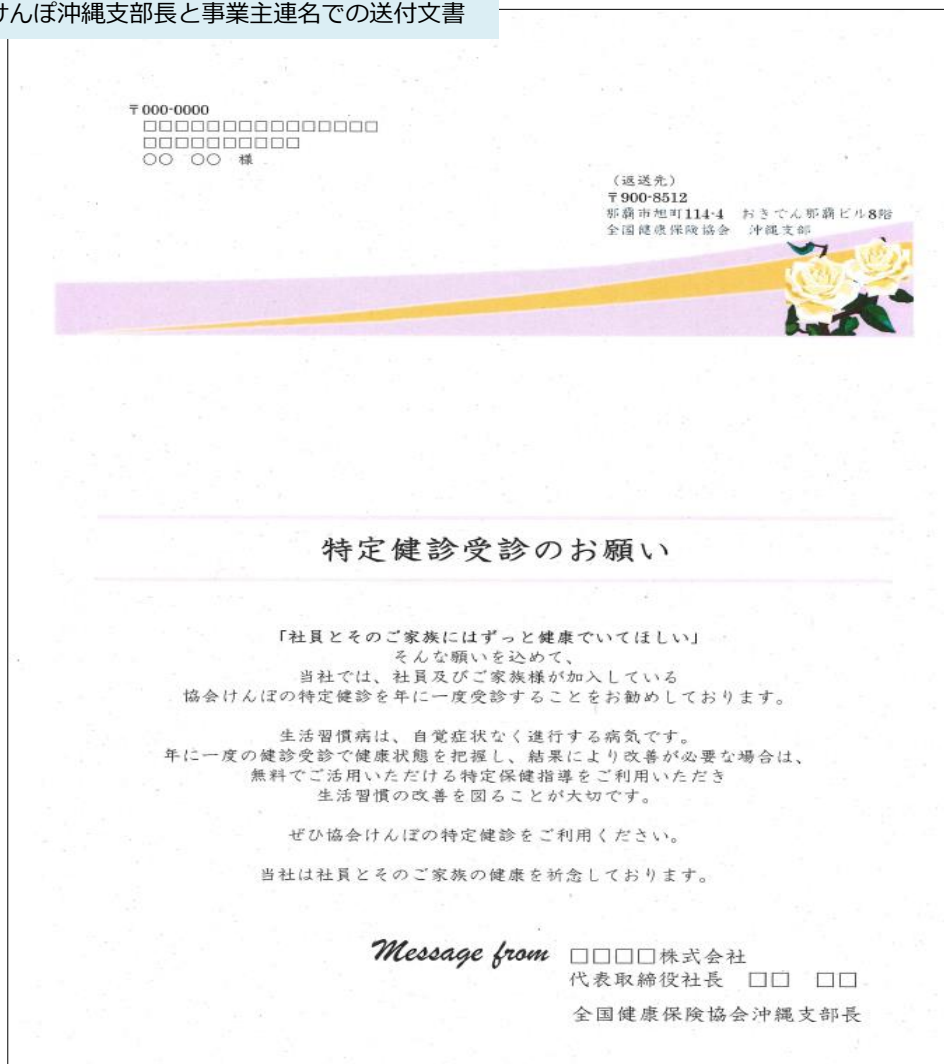 けんぽ沖縄支部長と事業主連名での送付文書
〒000-0000
□□□□□□□□□□□□□□□
□□□□□□□□□□
○○ ○○ 様
(返送先)
〒900-8512
那覇市旭町114-4 おきでん那覇ビル8階
全国健康保険協会 沖縄支部
特定健診受診のお願い
「社員とそのご家族にはずっと健康でいてほしい」
そんな願いを込めて、
当社では、社員及びご家族様が加入している
協会けんぽの特定健診を年に一度受診することをお勧めしております。
生活習慣病は、自覚症状なく進行する病気です。
年に一度の健診受診で健康状態を把握し、結果により改善が必要な場合は、
無料でご活用いただける特定保健指導をご利用いただき
生活習慣の改善を図ることが大切です。
ぜひ協会けんぽの特定健診をご利用ください。
当社は社員とそのご家族の健康を祈念しております。
Message from □□□□株式会社
代表取締役社長 □□ □□
全国健康保険協会沖縄支部長